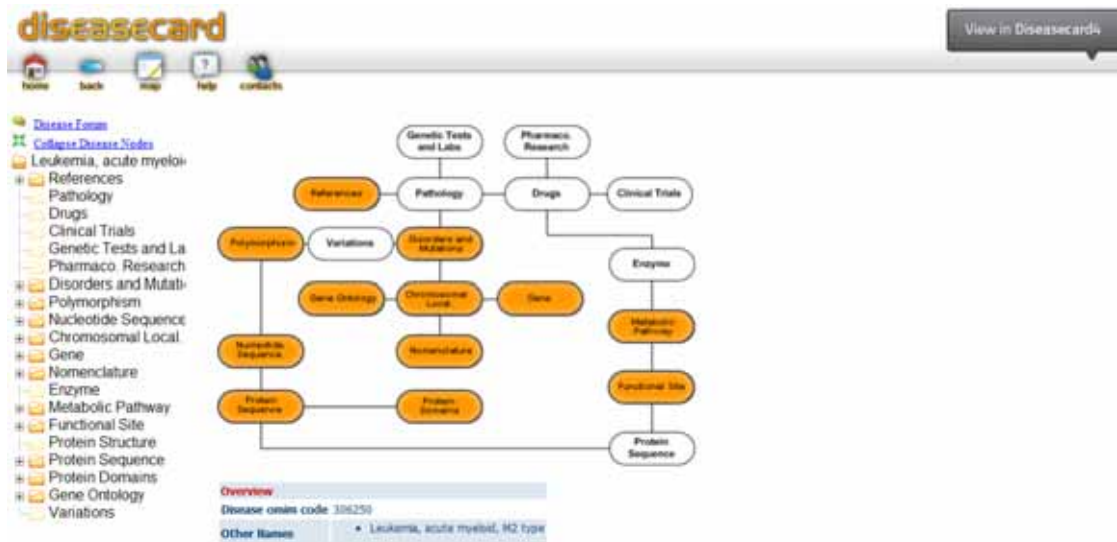 diseasecard
View in Diseasecard4
home back map help contacts
Disease Forum
Collapse Disease Nodes
Leukemia, acute myeloi
References
Pathology
Drugs
Clinical Trials
Genetic Tests and La
Pharmaco. Research
Disorders and Mutati
Polymorphism
Nucleotide Sequence
Chromosomal Local.
Gene
Nomenclature
Enzyme
Metabolic Pathway
Functional Site
Protein Structure
Protein Sequence
Protein Domains
Gene Ontology
Variations
Genetic Tests
and Labs
Pharmaco.
Research
References
Pathology
Drugs
Clinical Trials
Polymorphism
Variations
Disorders and
Mutations
Enzyme
Gene Ontology
Chromosomal
Local.
Gene
Metabolic
Pathway
Nucleotide
Sequence
Nomenclature
Functional Site
Protein
Sequence
Protein
Domains
Protein
Sequence
Overview
Disease omim code 306250
Other Names
• Leukemia, acute myeloid, M2 type